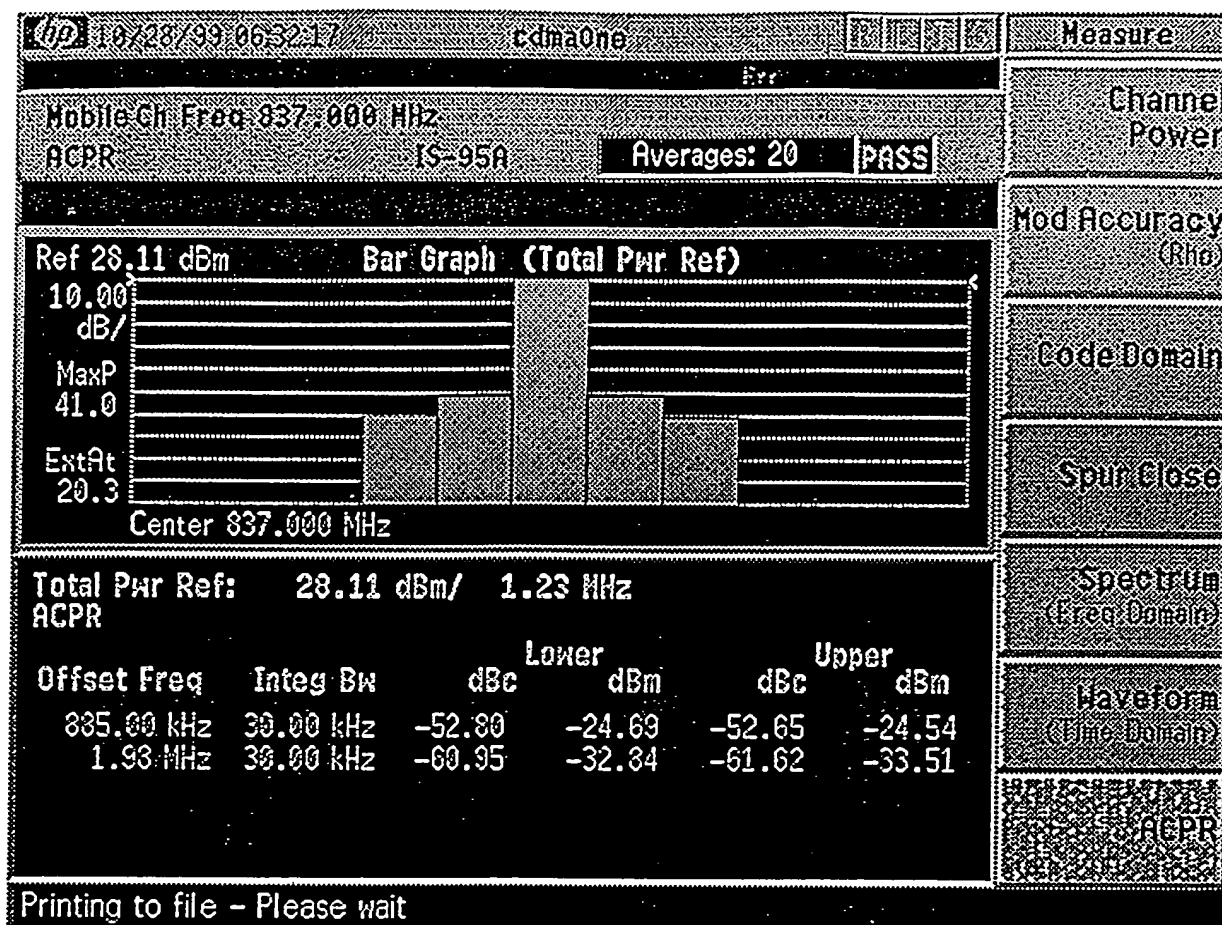 hp 10/28/99 06:32:17 cdmaOne Measure
Err
Mobile Ch Freq 837.000 MHz
ACPR IS-95A Averages: 20 PASS
Channel
Power
Mod Accuracy
(Rho)
Code Domain
Spur Close
Spectrum
(Freq Domain)
Waveform
(Time Domain)
ACPR
Ref 28.11 dBm Bar Graph (Total Pwr Ref)
10.00
dB/
MaxP
41.0
ExtAt
20.3
Center 837.000 MHz
Total Pwr Ref: 28.11 dBm/ 1.23 MHz
ACPR
Lower Upper
Offset Freq Integ Bw dBc dBm dBc dBm
885.00 kHz 30.00 kHz -52.80 -24.69 -52.65 -24.54
1.98 MHz 30.00 kHz -60.95 -32.84 -61.62 -33.51
Printing to file - Please wait